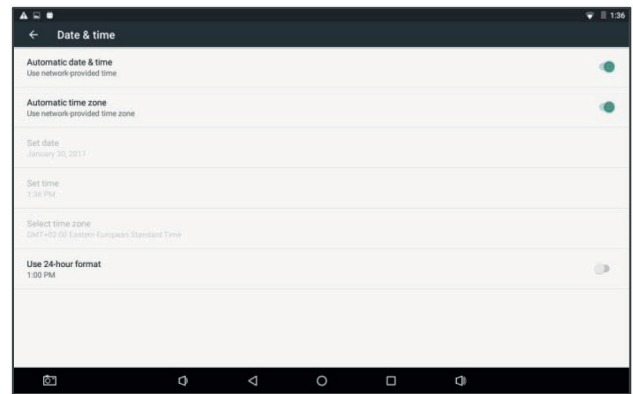 1:36
Date & time
Automatic date & time
Use network-provided time
Automatic time zone
Use network-provided time zone
Set date
January 30, 2017
Set time
1:36 PM
Select time zone
GMT+02:00 Eastern European Standard Time
Use 24-hour format
1:00 PM